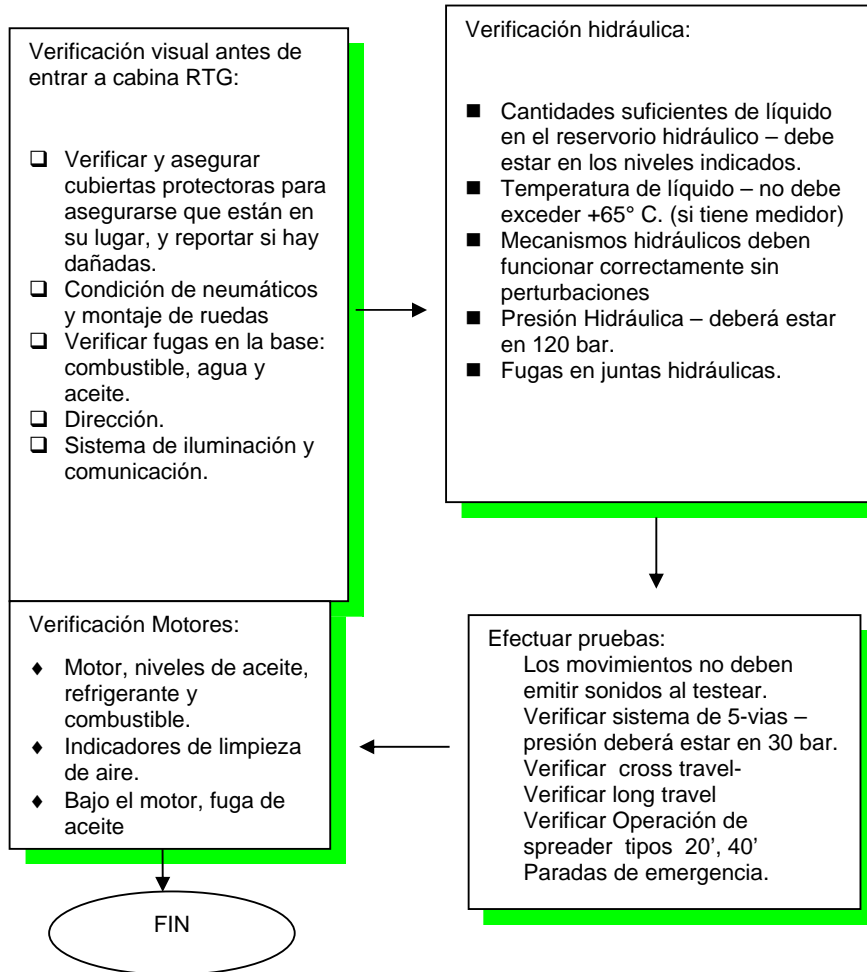 Verificación visual antes de
entrar a cabina RTG:
❑ Verificar y asegurar
cubiertas protectoras para
asegurarse que están en
su lugar, y reportar si hay
dañadas.
❑ Condición de neumáticos
y montaje de ruedas
❑ Verificar fugas en la base:
combustible, agua y
aceite.
❑ Dirección.
❑ Sistema de iluminación y
comunicación.
Verificación hidráulica:
■ Cantidades suficientes de líquido
en el reservorio hidráulico – debe
estar en los niveles indicados.
■ Temperatura de líquido – no debe
exceder +65° C. (si tiene medidor)
■ Mecanismos hidráulicos deben
funcionar correctamente sin
perturbaciones
■ Presión Hidráulica – deberá estar
en 120 bar.
■ Fugas en juntas hidráulicas.
Efectuar pruebas:
Los movimientos no deben
emitir sonidos al testear.
Verificar sistema de 5-vias –
presión deberá estar en 30 bar.
Verificar cross travel-
Verificar long travel
Verificar Operación de
spreader tipos 20’, 40’
Paradas de emergencia.
Verificación Motores:
♦ Motor, niveles de aceite,
refrigerante y
combustible.
♦ Indicadores de limpieza
de aire.
♦ Bajo el motor, fuga de
aceite
FIN